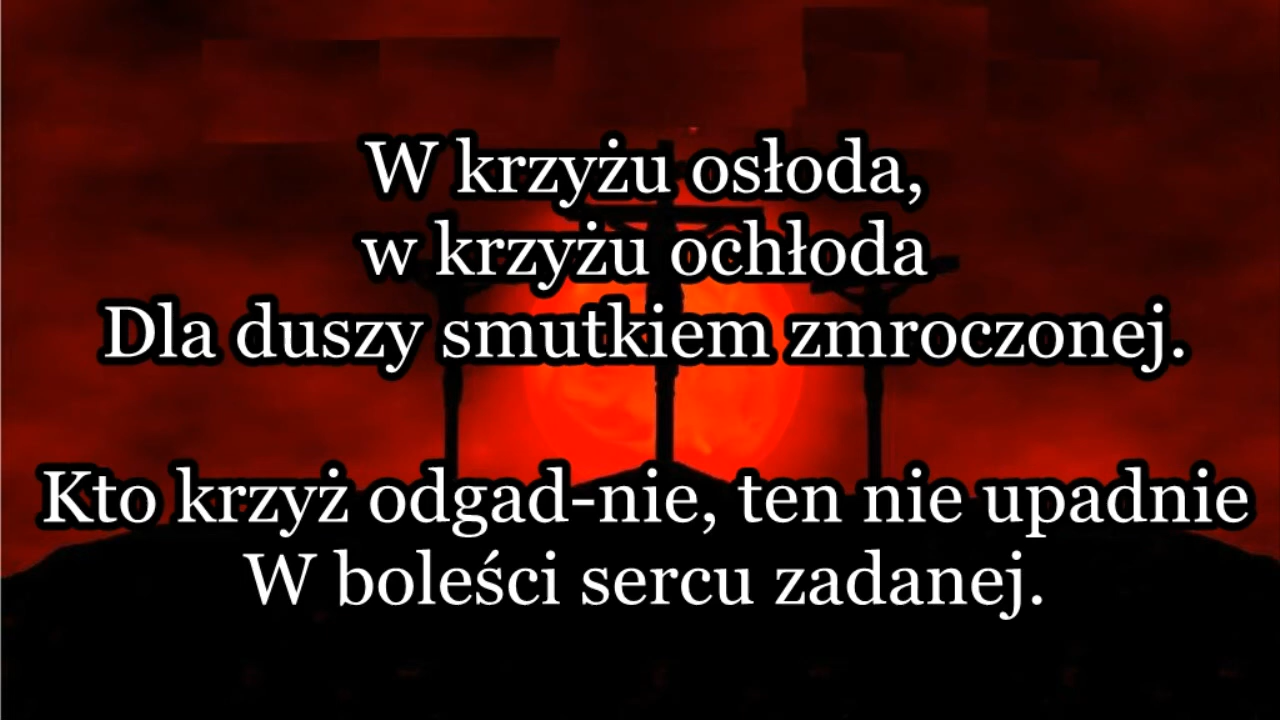 W krzyżu osłoda,
w krzyżu ochłoda
Dla duszy smutkiem zmroczonej.
Kto krzyż odgad-nie, ten nie upadnie
W boleści sercu zadanej.